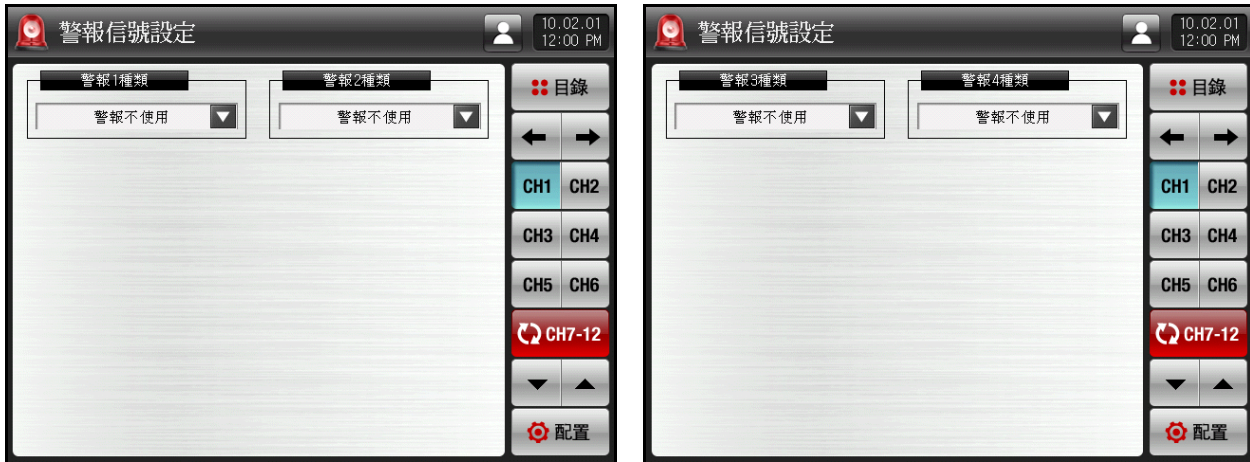 警報信號設定
10.02.01
12:00 PM
警報1種類
警報2種類
警報不使用
警報不使用
目錄
CH1 CH2
CH3 CH4
CH5 CH6
CH7-12
配置
警報信號設定
10.02.01
12:00 PM
警報3種類
警報4種類
警報不使用
警報不使用
目錄
CH1 CH2
CH3 CH4
CH5 CH6
CH7-12
配置